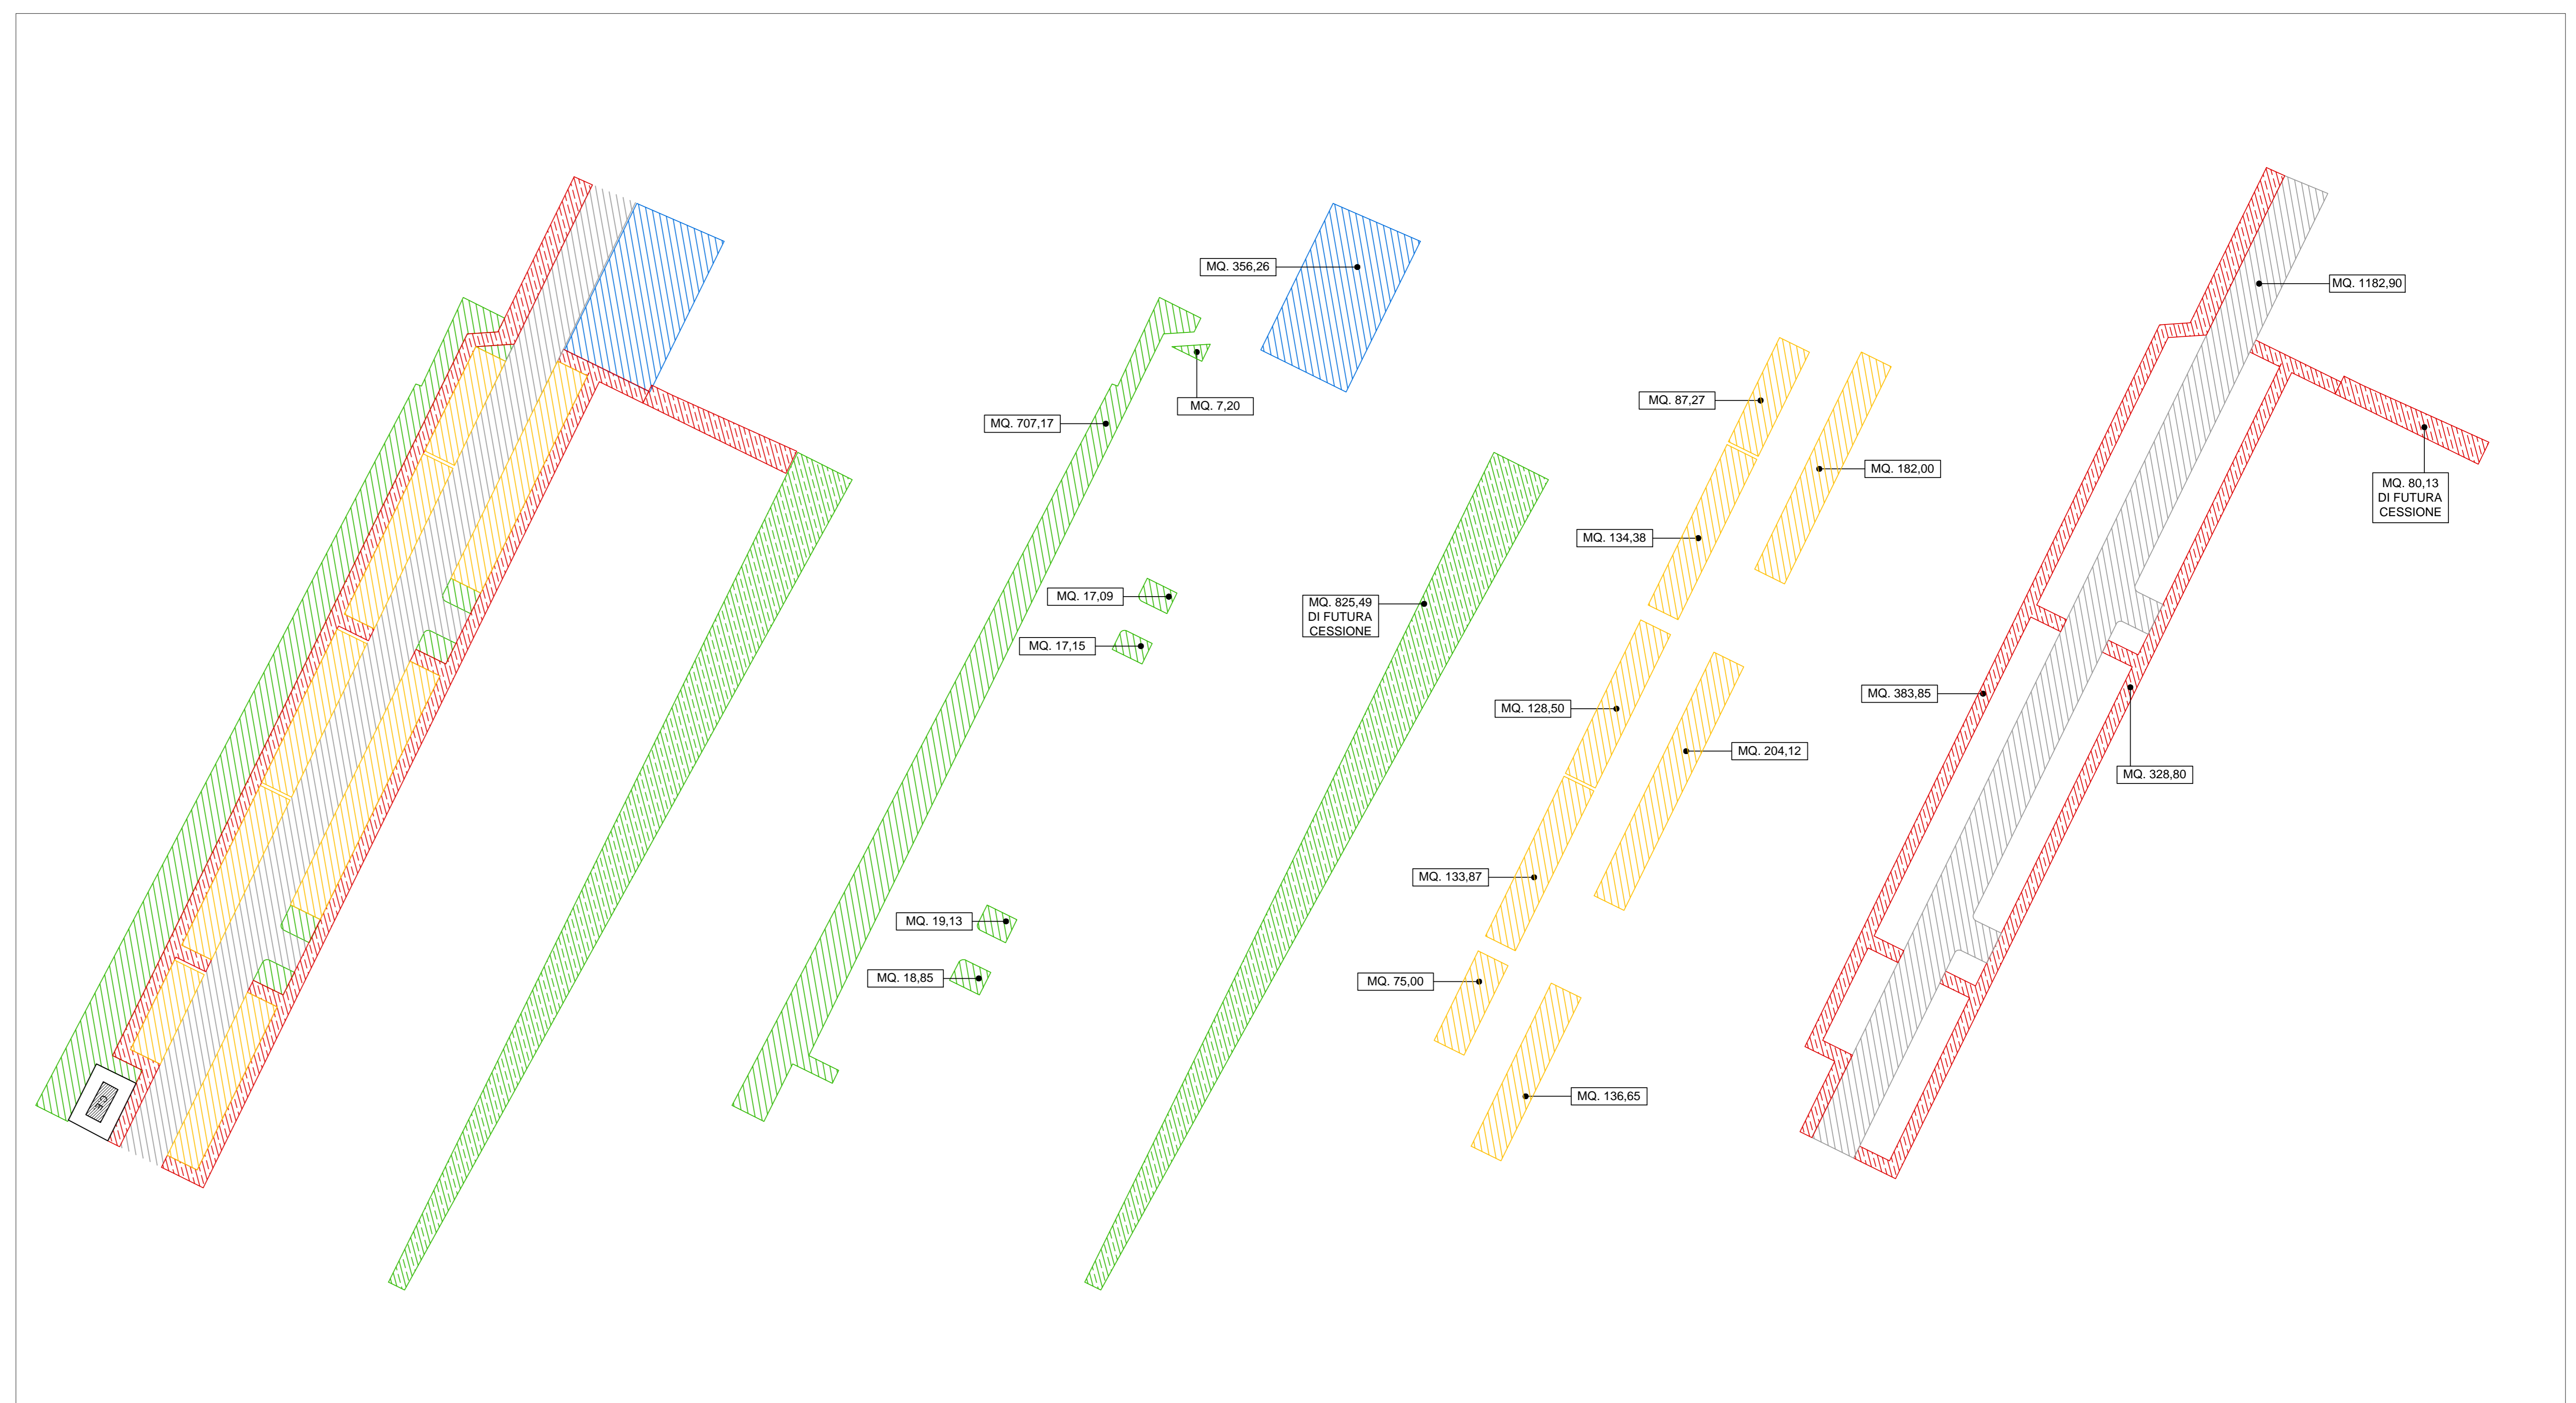 MQ. 356,26
MQ. 1182,90
MQ. 707,17
MQ. 7,20
MQ. 87,27
MQ. 182,00
MQ. 80,13
DI FUTURA
CESSIONE
MQ. 134,38
MQ. 17,09
MQ. 825,49
DI FUTURA
CESSIONE
MQ. 17,15
MQ. 383,85
MQ. 128,50
MQ. 204,12
MQ. 328,80
MQ. 133,87
MQ. 19,13
MQ. 18,85
MQ. 75,00
MQ. 136,65